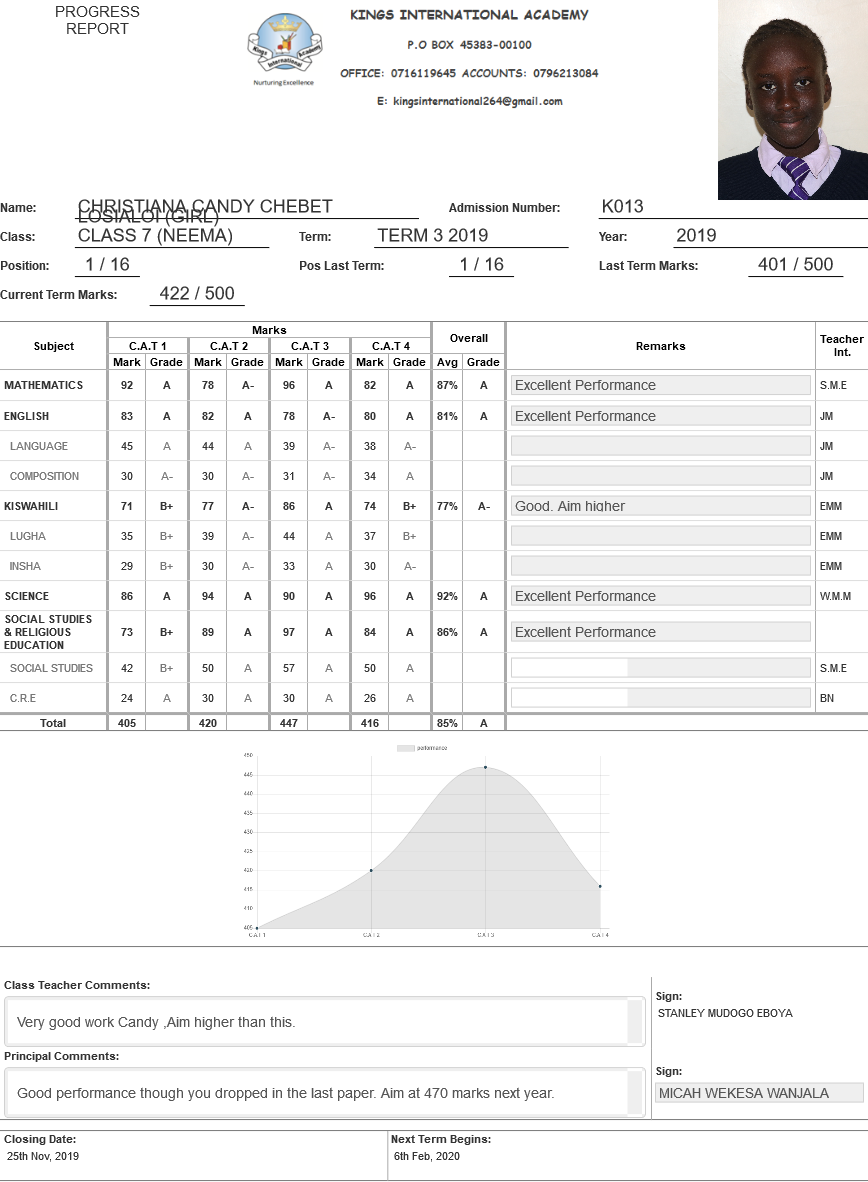 PROGRESS
REPORT
Kings International Academy
Nurturing Excellence
KINGS INTERNATIONAL ACADEMY
P.O BOX 45383-00100
OFFICE: 0716119645 ACCOUNTS: 0796213084
E: kingsinternational264@gmail.com
Name: CHRISTIANA CANDY CHEBET LOSIALOI (GIRL) Admission Number: K013
Class: CLASS 7 (NEEMA) Term: TERM 3 2019 Year: 2019
Position: 1 / 16 Pos Last Term: 1 / 16 Last Term Marks: 401 / 500
Current Term Marks: 422 / 500
Subject Marks Overall Remarks Teacher Int.
C.A.T 1 C.A.T 2 C.A.T 3 C.A.T 4
Mark Grade Mark Grade Mark Grade Mark Grade Avg Grade
MATHEMATICS 92 A 78 A- 96 A 82 A 87% A Excellent Performance S.M.E
ENGLISH 83 A 82 A 78 A- 80 A 81% A Excellent Performance JM
LANGUAGE 45 A 44 A 39 A- 38 A- JM
COMPOSITION 30 A- 30 A- 31 A- 34 A JM
KISWAHILI 71 B+ 77 A- 86 A 74 B+ 77% A- Good. Aim higher EMM
LUGHA 35 B+ 39 A- 44 A 37 B+ EMM
INSHA 29 B+ 30 A- 33 A 30 A- EMM
SCIENCE 86 A 94 A 90 A 96 A 92% A Excellent Performance W.M.M
SOCIAL STUDIES & RELIGIOUS EDUCATION 73 B+ 89 A 97 A 84 A 86% A Excellent Performance
SOCIAL STUDIES 42 B+ 50 A 57 A 50 A S.M.E
C.R.E 24 A 30 A 30 A 26 A BN
Total 405 420 447 416 85% A
performance
450
445
440
435
430
425
420
415
410
405
C.A.T 1 C.A.T 2 C.A.T 3 C.A.T 4
Class Teacher Comments:
Very good work Candy ,Aim higher than this.
Sign:
STANLEY MUDOGO EBOYA
Principal Comments:
Good performance though you dropped in the last paper. Aim at 470 marks next year.
Sign:
MICAH WEKESA WANJALA
Closing Date: Next Term Begins:
25th Nov, 2019 6th Feb, 2020